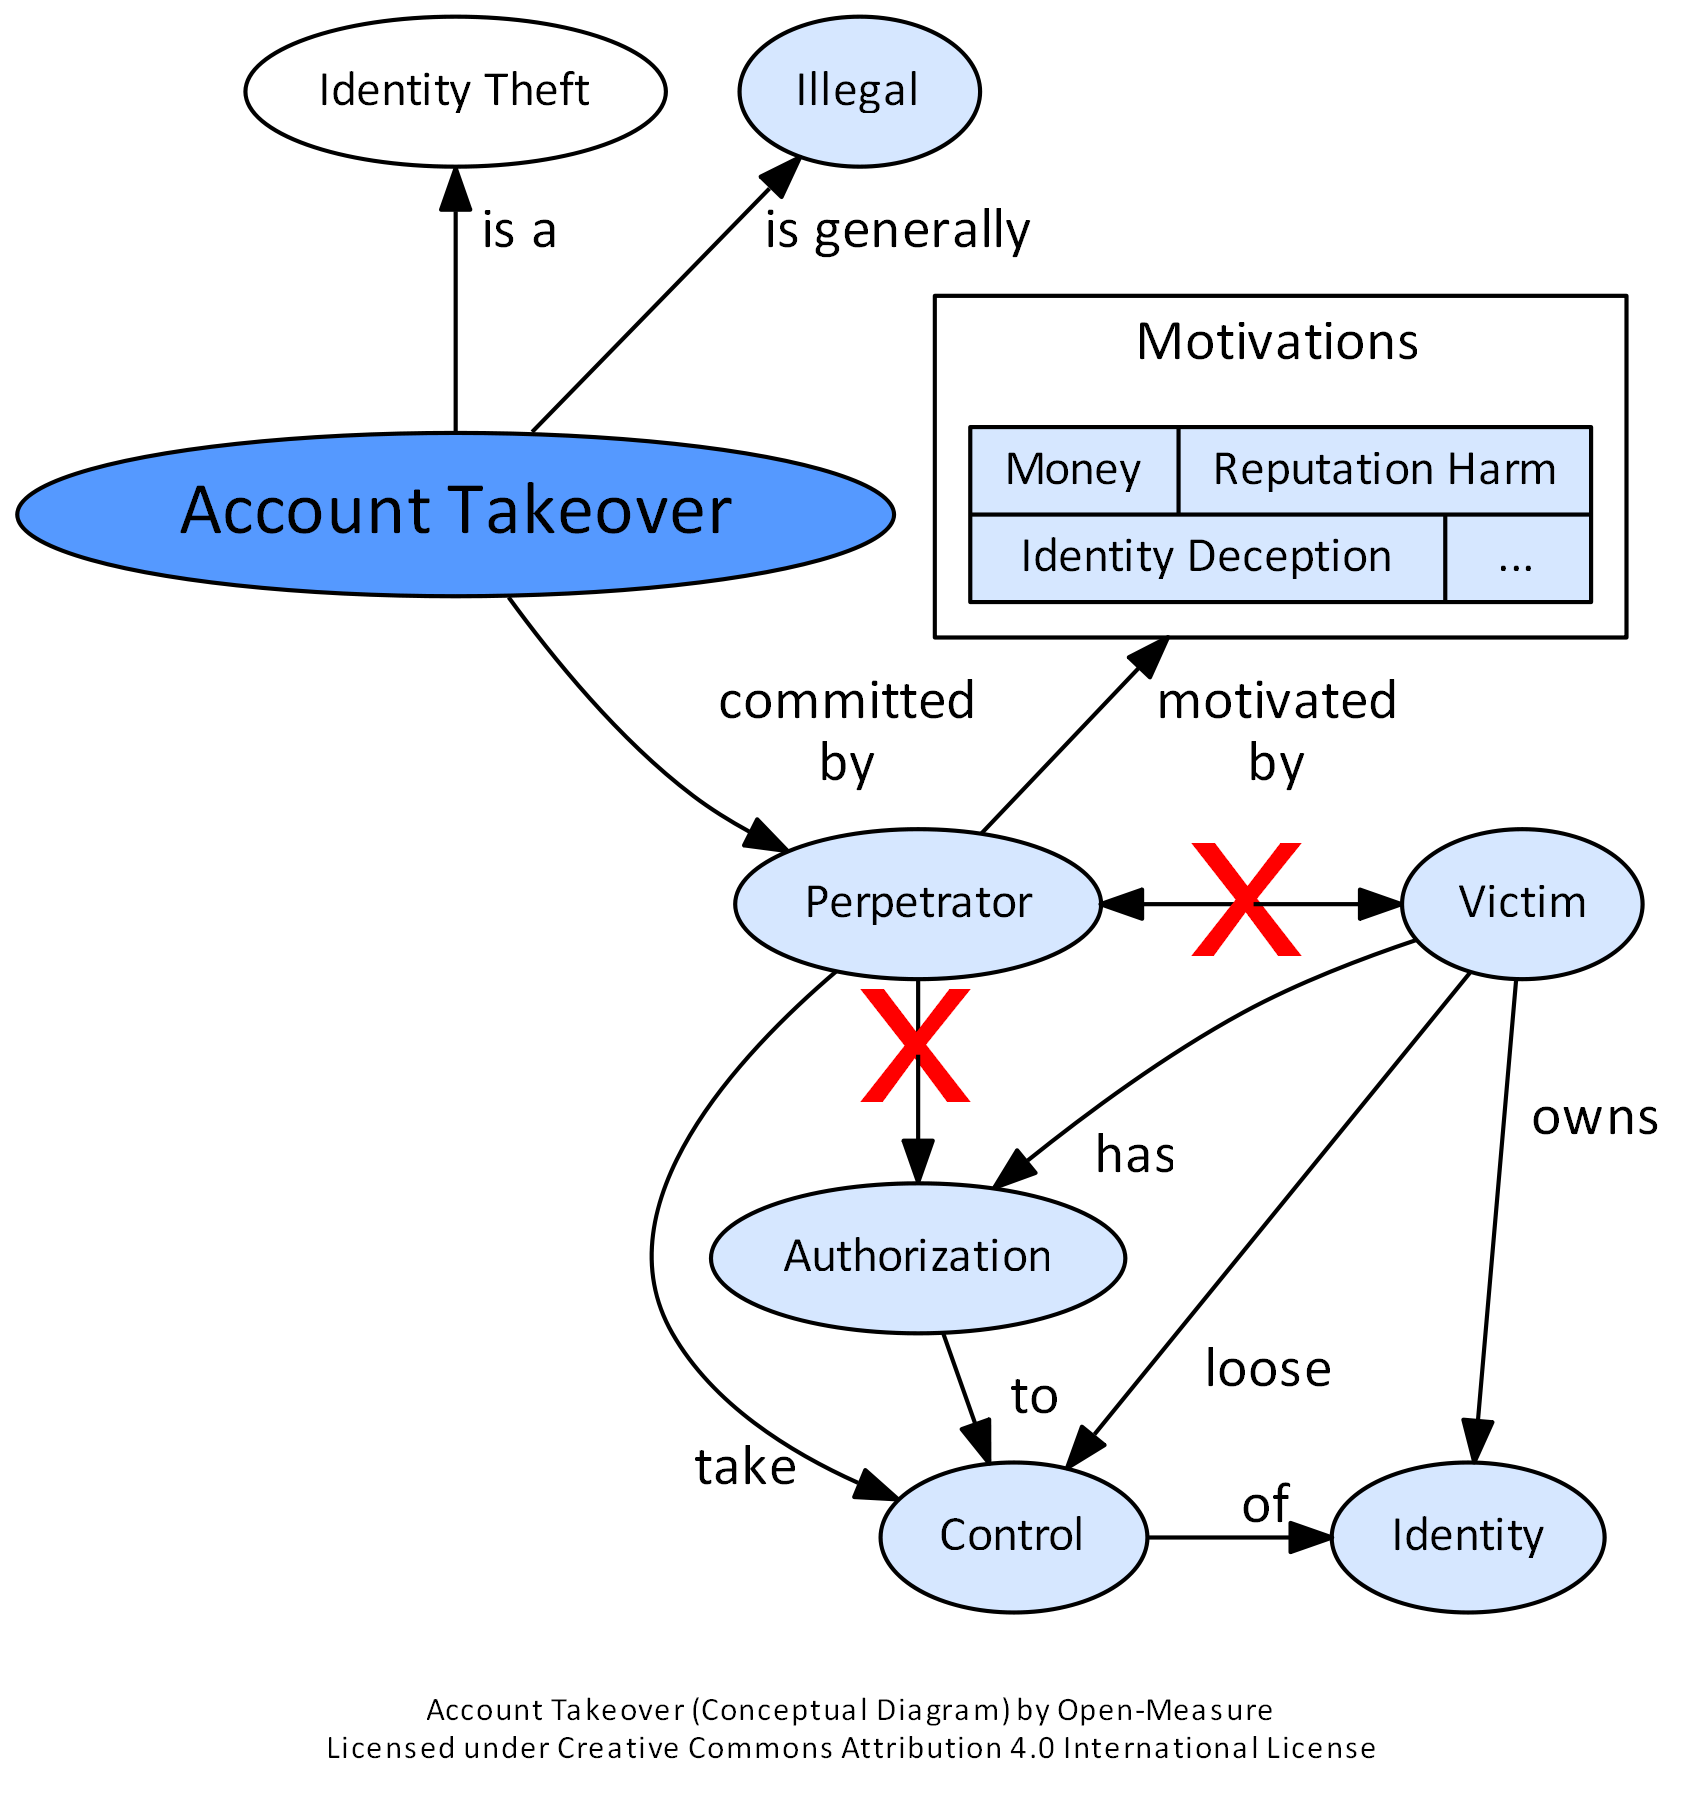 Identity Theft
Illegal
is a
is generally
Motivations
Money
Reputation Harm
Identity Deception
...
Account Takeover
committed
by
motivated
by
Perpetrator
X
Victim
X
owns
has
Authorization
loose
to
take
of
Control
Identity
Account Takeover (Conceptual Diagram) by Open-Measure
Licensed under Creative Commons Attribution 4.0 International License